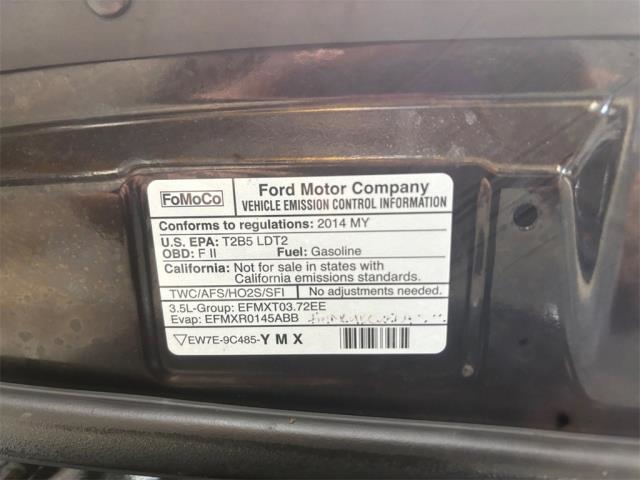 FoMoCo
Ford Motor Company
VEHICLE EMISSION CONTROL INFORMATION
Conforms to regulations: 2014 MY
U.S. EPA: T2B5 LDT2
OBD: F II Fuel: Gasoline
California: Not for sale in states with
California emissions standards.
TWC/AFS/HO2S/SFI No adjustments needed.
3.5L-Group: EFMXT03.72EE
Evap: EFMXR0145ABB
EW7E-9C485-Y M X